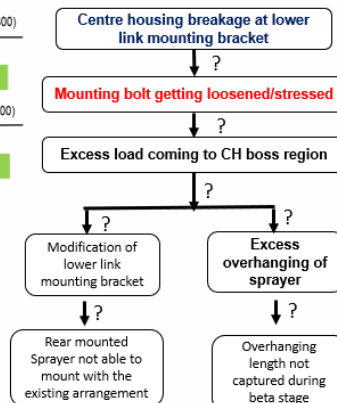 00)
Centre housing breakage at lower
link mounting bracket
?
Mounting bolt getting loosened/stressed
00)
?
Excess load coming to CH boss region
?
?
?
Modification of
lower link
mounting bracket
Excess
overhanging of
sprayer
?
?
Rear mounted
Sprayer not able to
mount with the
existing arrangement
Overhanging
length not
captured during
beta stage